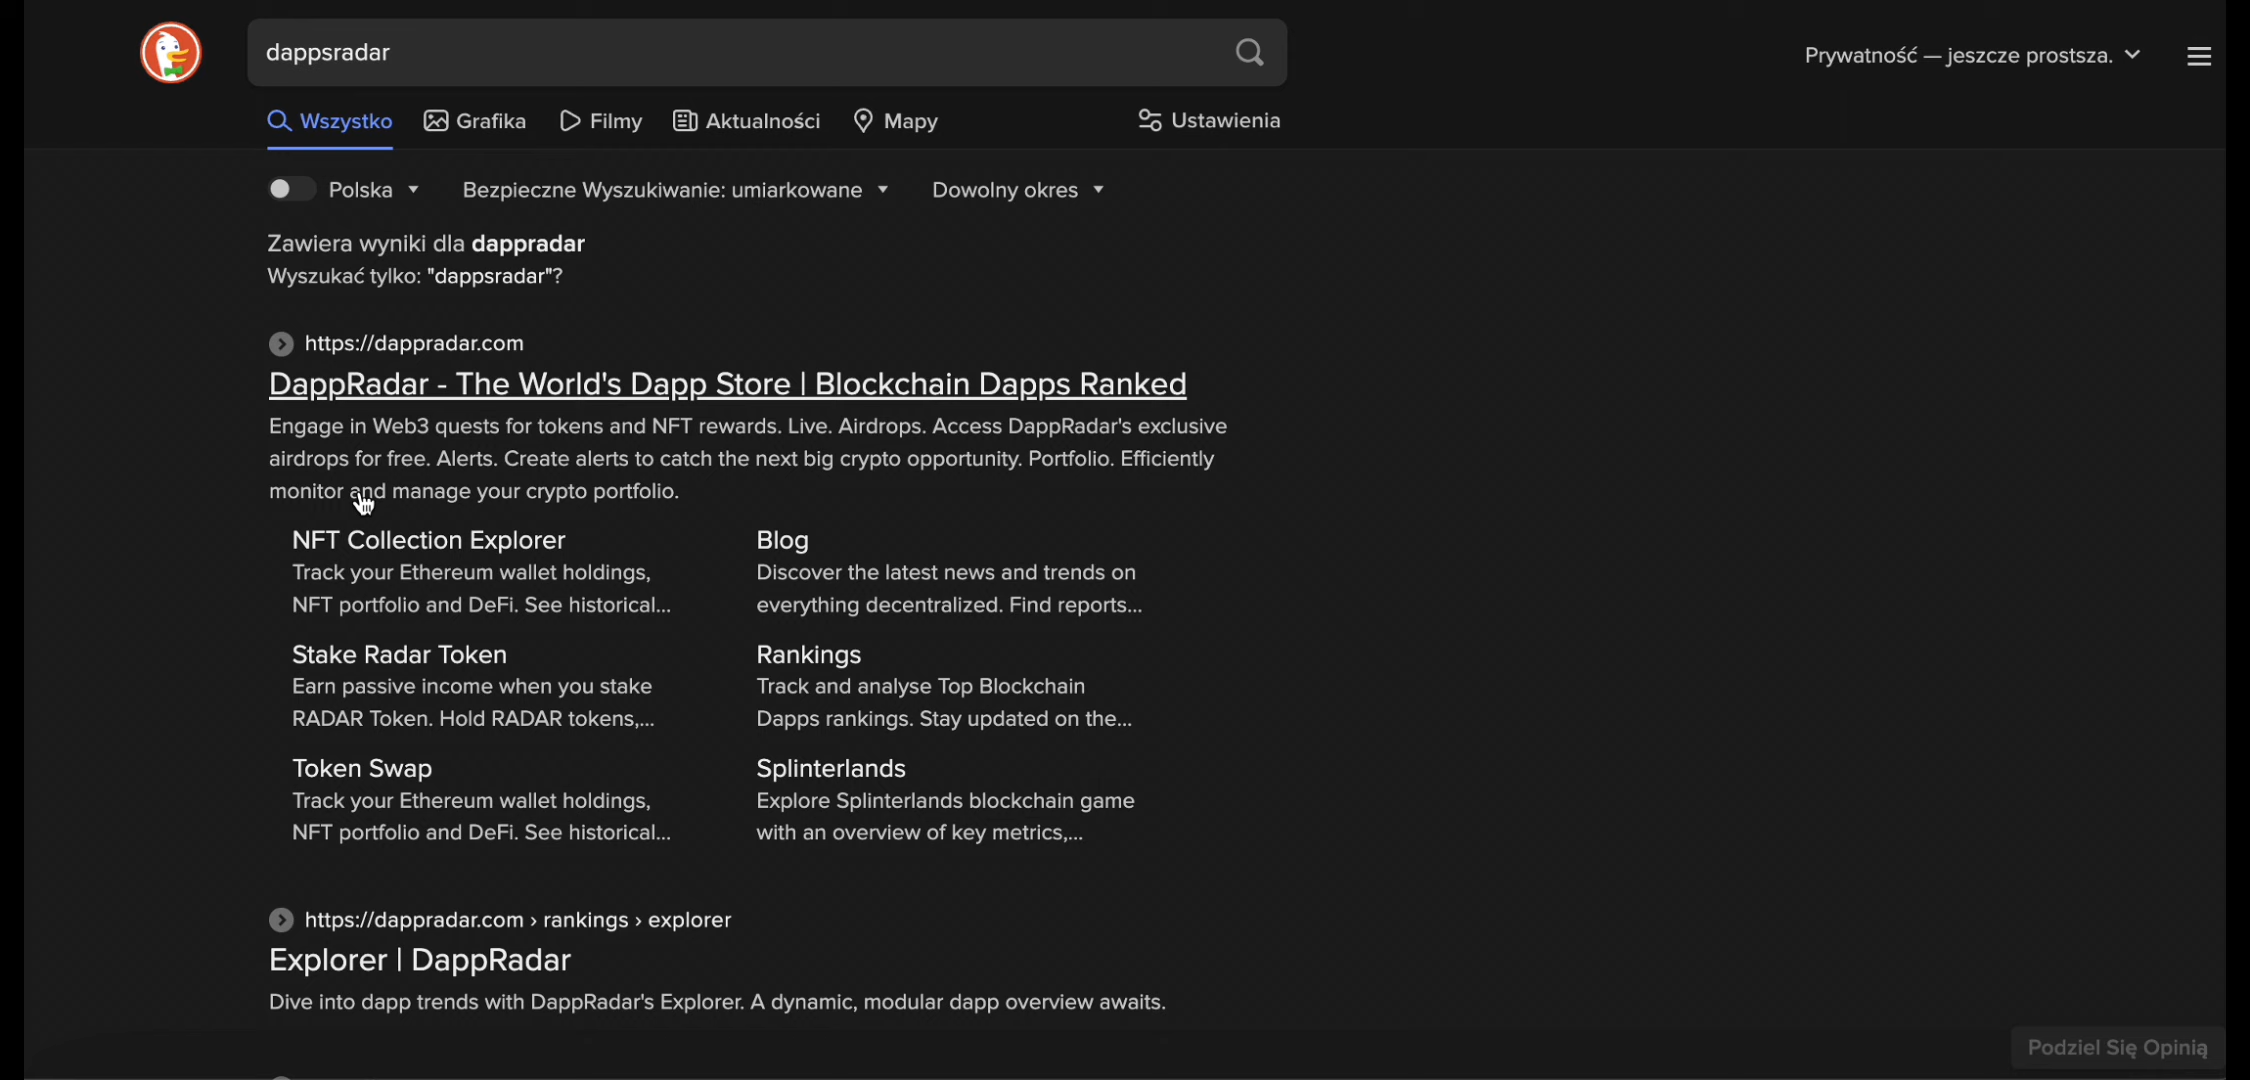 dappsradar
Prywatność — jeszcze prostsza.
Wszystko Grafika Filmy Aktualności Mapy Ustawienia
Polska Bezpieczne Wyszukiwanie: umiarkowane Dowolny okres
Zawiera wyniki dla dappradar
Wyszukać tylko: "dappsradar"?
https://dappradar.com
DappRadar - The World's Dapp Store | Blockchain Dapps Ranked
Engage in Web3 quests for tokens and NFT rewards. Live. Airdrops. Access DappRadar's exclusive
airdrops for free. Alerts. Create alerts to catch the next big crypto opportunity. Portfolio. Efficiently
monitor and manage your crypto portfolio.
NFT Collection Explorer
Track your Ethereum wallet holdings,
NFT portfolio and DeFi. See historical...
Blog
Discover the latest news and trends on
everything decentralized. Find reports...
Stake Radar Token
Earn passive income when you stake
RADAR Token. Hold RADAR tokens,...
Rankings
Track and analyse Top Blockchain
Dapps rankings. Stay updated on the...
Token Swap
Track your Ethereum wallet holdings,
NFT portfolio and DeFi. See historical...
Splinterlands
Explore Splinterlands blockchain game
with an overview of key metrics,...
https://dappradar.com › rankings › explorer
Explorer | DappRadar
Dive into dapp trends with DappRadar's Explorer. A dynamic, modular dapp overview awaits.
Podziel Się Opinią